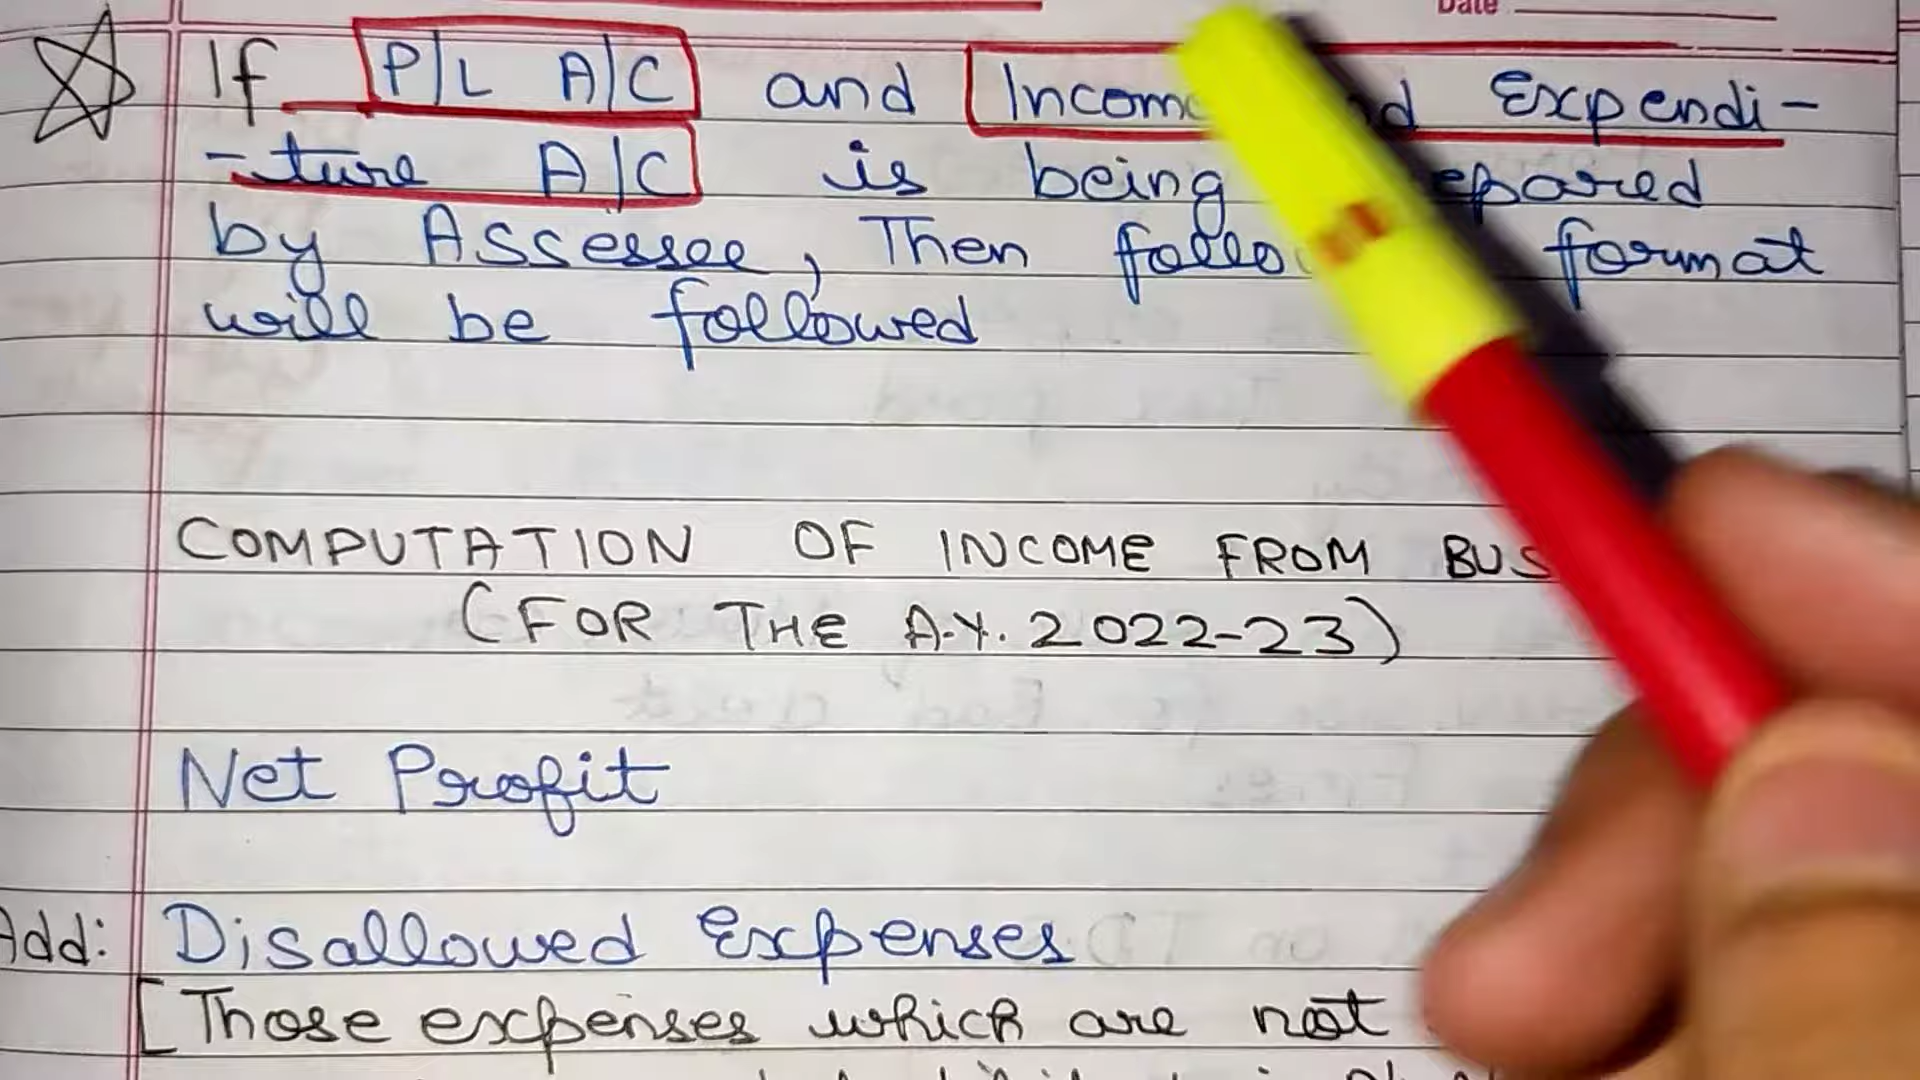 Date
If P/L A/C and Expendi-
-ture A/C is being
by Assessee, Then format
will be followed
COMPUTATION OF INCOME FROM
(FOR THE A.Y. 2022-23)
Net Profit
Add: Disallowed Expenses
[Those expenses which are not